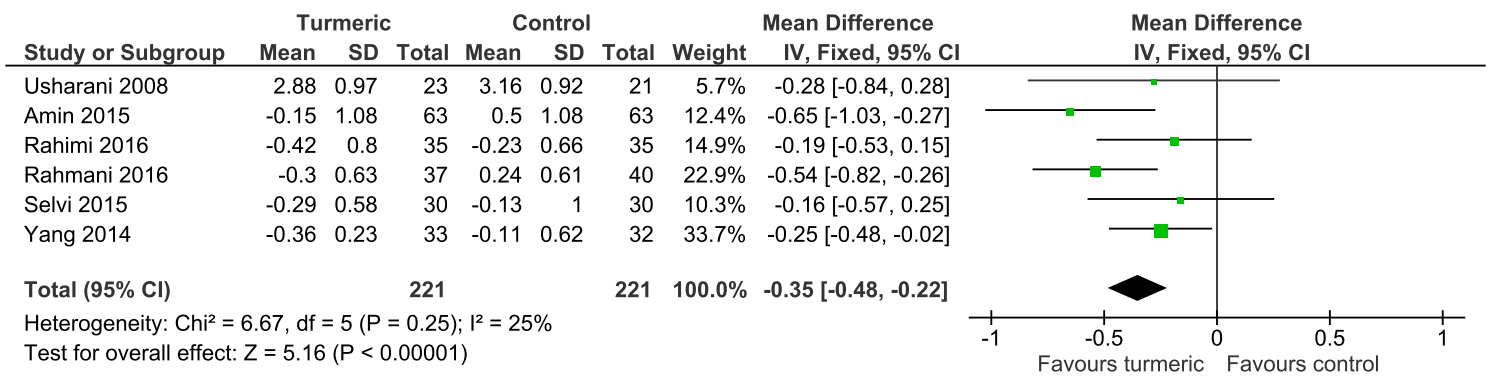 Turmeric Control Mean Difference Mean Difference
Study or Subgroup Mean SD Total Mean SD Total Weight IV, Fixed, 95% CI IV, Fixed, 95% CI
Usharani 2008 2.88 0.97 23 3.16 0.92 21 5.7% -0.28 [-0.84, 0.28]
Amin 2015 -0.15 1.08 63 0.5 1.08 63 12.4% -0.65 [-1.03, -0.27]
Rahimi 2016 -0.42 0.8 35 -0.23 0.66 35 14.9% -0.19 [-0.53, 0.15]
Rahmani 2016 -0.3 0.63 37 0.24 0.61 40 22.9% -0.54 [-0.82, -0.26]
Selvi 2015 -0.29 0.58 30 -0.13 1 30 10.3% -0.16 [-0.57, 0.25]
Yang 2014 -0.36 0.23 33 -0.11 0.62 32 33.7% -0.25 [-0.48, -0.02]
Total (95% CI) 221 221 100.0% -0.35 [-0.48, -0.22]
Heterogeneity: Chi² = 6.67, df = 5 (P = 0.25); I² = 25%
Test for overall effect: Z = 5.16 (P < 0.00001)
-1 -0.5 0 0.5 1
Favours turmeric Favours control